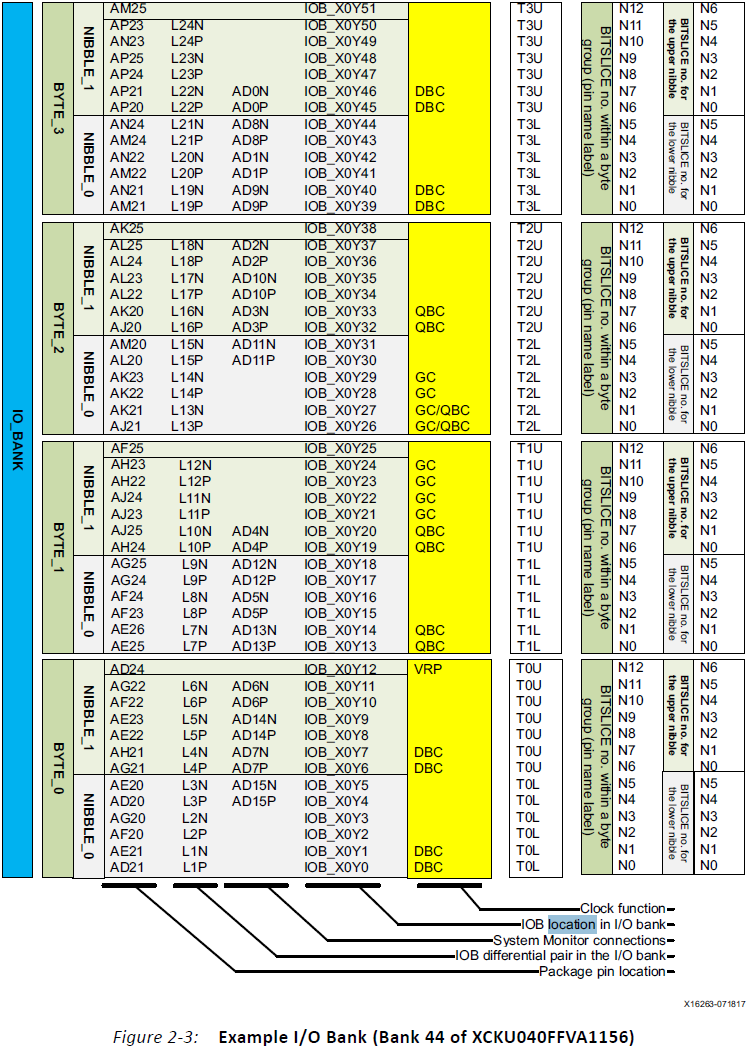 IO_BANK
BYTE_3
NIBBLE_1
AM25 IOB_X0Y51 T3U N12 N6
AP23 L24N IOB_X0Y50 T3U N11 N5
AN23 L24P IOB_X0Y49 T3U N10 N4
AP25 L23N IOB_X0Y48 T3U N9 N3
AP24 L23P IOB_X0Y47 T3U N8 N2
AP21 L22N AD0N IOB_X0Y46 DBC T3U N7 N1
AP20 L22P AD0P IOB_X0Y45 DBC T3U N6 N0
NIBBLE_0
AN24 L21N AD8N IOB_X0Y44 T3L N5 N5
AM24 L21P AD8P IOB_X0Y43 T3L N4 N4
AN22 L20N AD1N IOB_X0Y42 T3L N3 N3
AM22 L20P AD1P IOB_X0Y41 T3L N2 N2
AN21 L19N AD9N IOB_X0Y40 DBC T3L N1 N1
AM21 L19P AD9P IOB_X0Y39 DBC T3L N0 N0
BITSLICE no. within a byte
group (pin name label)
BITSLICE no. for
the upper nibble
BITSLICE no. for
the lower nibble
BYTE_2
NIBBLE_1
AK25 IOB_X0Y38 T2U N12 N6
AL25 L18N AD2N IOB_X0Y37 T2U N11 N5
AL24 L18P AD2P IOB_X0Y36 T2U N10 N4
AL23 L17N AD10N IOB_X0Y35 T2U N9 N3
AL22 L17P AD10P IOB_X0Y34 T2U N8 N2
AK20 L16N AD3N IOB_X0Y33 QBC T2U N7 N1
AJ20 L16P AD3P IOB_X0Y32 QBC T2U N6 N0
NIBBLE_0
AM20 L15N AD11N IOB_X0Y31 T2L N5 N5
AL20 L15P AD11P IOB_X0Y30 T2L N4 N4
AK23 L14N IOB_X0Y29 GC T2L N3 N3
AK22 L14P IOB_X0Y28 GC T2L N2 N2
AK21 L13N IOB_X0Y27 GC/QBC T2L N1 N1
AJ21 L13P IOB_X0Y26 GC/QBC T2L N0 N0
BITSLICE no. within a byte
group (pin name label)
BITSLICE no. for
the upper nibble
BITSLICE no. for
the lower nibble
BYTE_1
NIBBLE_1
AF25 IOB_X0Y25 T1U N12 N6
AH23 L12N IOB_X0Y24 GC T1U N11 N5
AH22 L12P IOB_X0Y23 GC T1U N10 N4
AJ24 L11N IOB_X0Y22 GC T1U N9 N3
AJ23 L11P IOB_X0Y21 GC T1U N8 N2
AJ25 L10N AD4N IOB_X0Y20 QBC T1U N7 N1
AH24 L10P AD4P IOB_X0Y19 QBC T1U N6 N0
NIBBLE_0
AG25 L9N AD12N IOB_X0Y18 T1L N5 N5
AG24 L9P AD12P IOB_X0Y17 T1L N4 N4
AF24 L8N AD5N IOB_X0Y16 T1L N3 N3
AF23 L8P AD5P IOB_X0Y15 T1L N2 N2
AE26 L7N AD13N IOB_X0Y14 QBC T1L N1 N1
AE25 L7P AD13P IOB_X0Y13 QBC T1L N0 N0
BITSLICE no. within a byte
group (pin name label)
BITSLICE no. for
the upper nibble
BITSLICE no. for
the lower nibble
BYTE_0
NIBBLE_1
AD24 IOB_X0Y12 VRP T0U N12 N6
AG22 L6N AD6N IOB_X0Y11 T0U N11 N5
AF22 L6P AD6P IOB_X0Y10 T0U N10 N4
AE23 L5N AD14N IOB_X0Y9 T0U N9 N3
AE22 L5P AD14P IOB_X0Y8 T0U N8 N2
AH21 L4N AD7N IOB_X0Y7 DBC T0U N7 N1
AG21 L4P AD7P IOB_X0Y6 DBC T0U N6 N0
NIBBLE_0
AE20 L3N AD15N IOB_X0Y5 T0L N5 N5
AD20 L3P AD15P IOB_X0Y4 T0L N4 N4
AG20 L2N IOB_X0Y3 T0L N3 N3
AF20 L2P IOB_X0Y2 T0L N2 N2
AE21 L1N IOB_X0Y1 DBC T0L N1 N1
AD21 L1P IOB_X0Y0 DBC T0L N0 N0
BITSLICE no. within a byte
group (pin name label)
BITSLICE no. for
the upper nibble
BITSLICE no. for
the lower nibble
Clock function
IOB location in I/O bank
System Monitor connections
IOB differential pair in the I/O bank
Package pin location
X16263-071817
Figure 2-3: Example I/O Bank (Bank 44 of XCKU040FFVA1156)